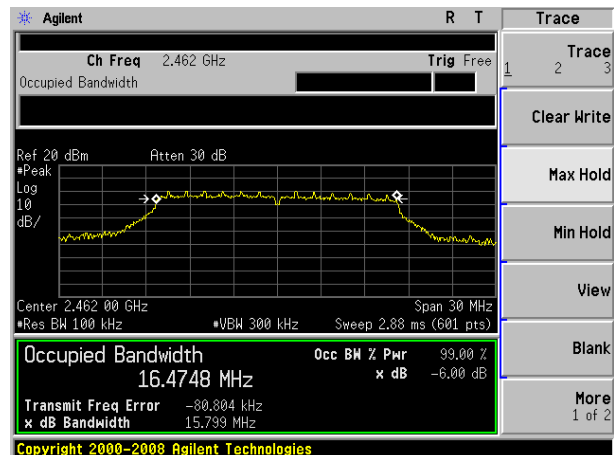 Agilent R T Trace
Ch Freq 2.462 GHz Trig Free
Occupied Bandwidth
Trace
1 2 3
Clear Write
Max Hold
Min Hold
View
Blank
More
1 of 2
Ref 20 dBm Atten 30 dB
#Peak
Log
10
dB/
Center 2.462 00 GHz Span 30 MHz
#Res BW 100 kHz #VBW 300 kHz Sweep 2.88 ms (601 pts)
Occupied Bandwidth Occ BW % Pwr 99.00 %
16.4748 MHz x dB -6.00 dB
Transmit Freq Error -80.804 kHz
x dB Bandwidth 15.799 MHz
Copyright 2000-2008 Agilent Technologies